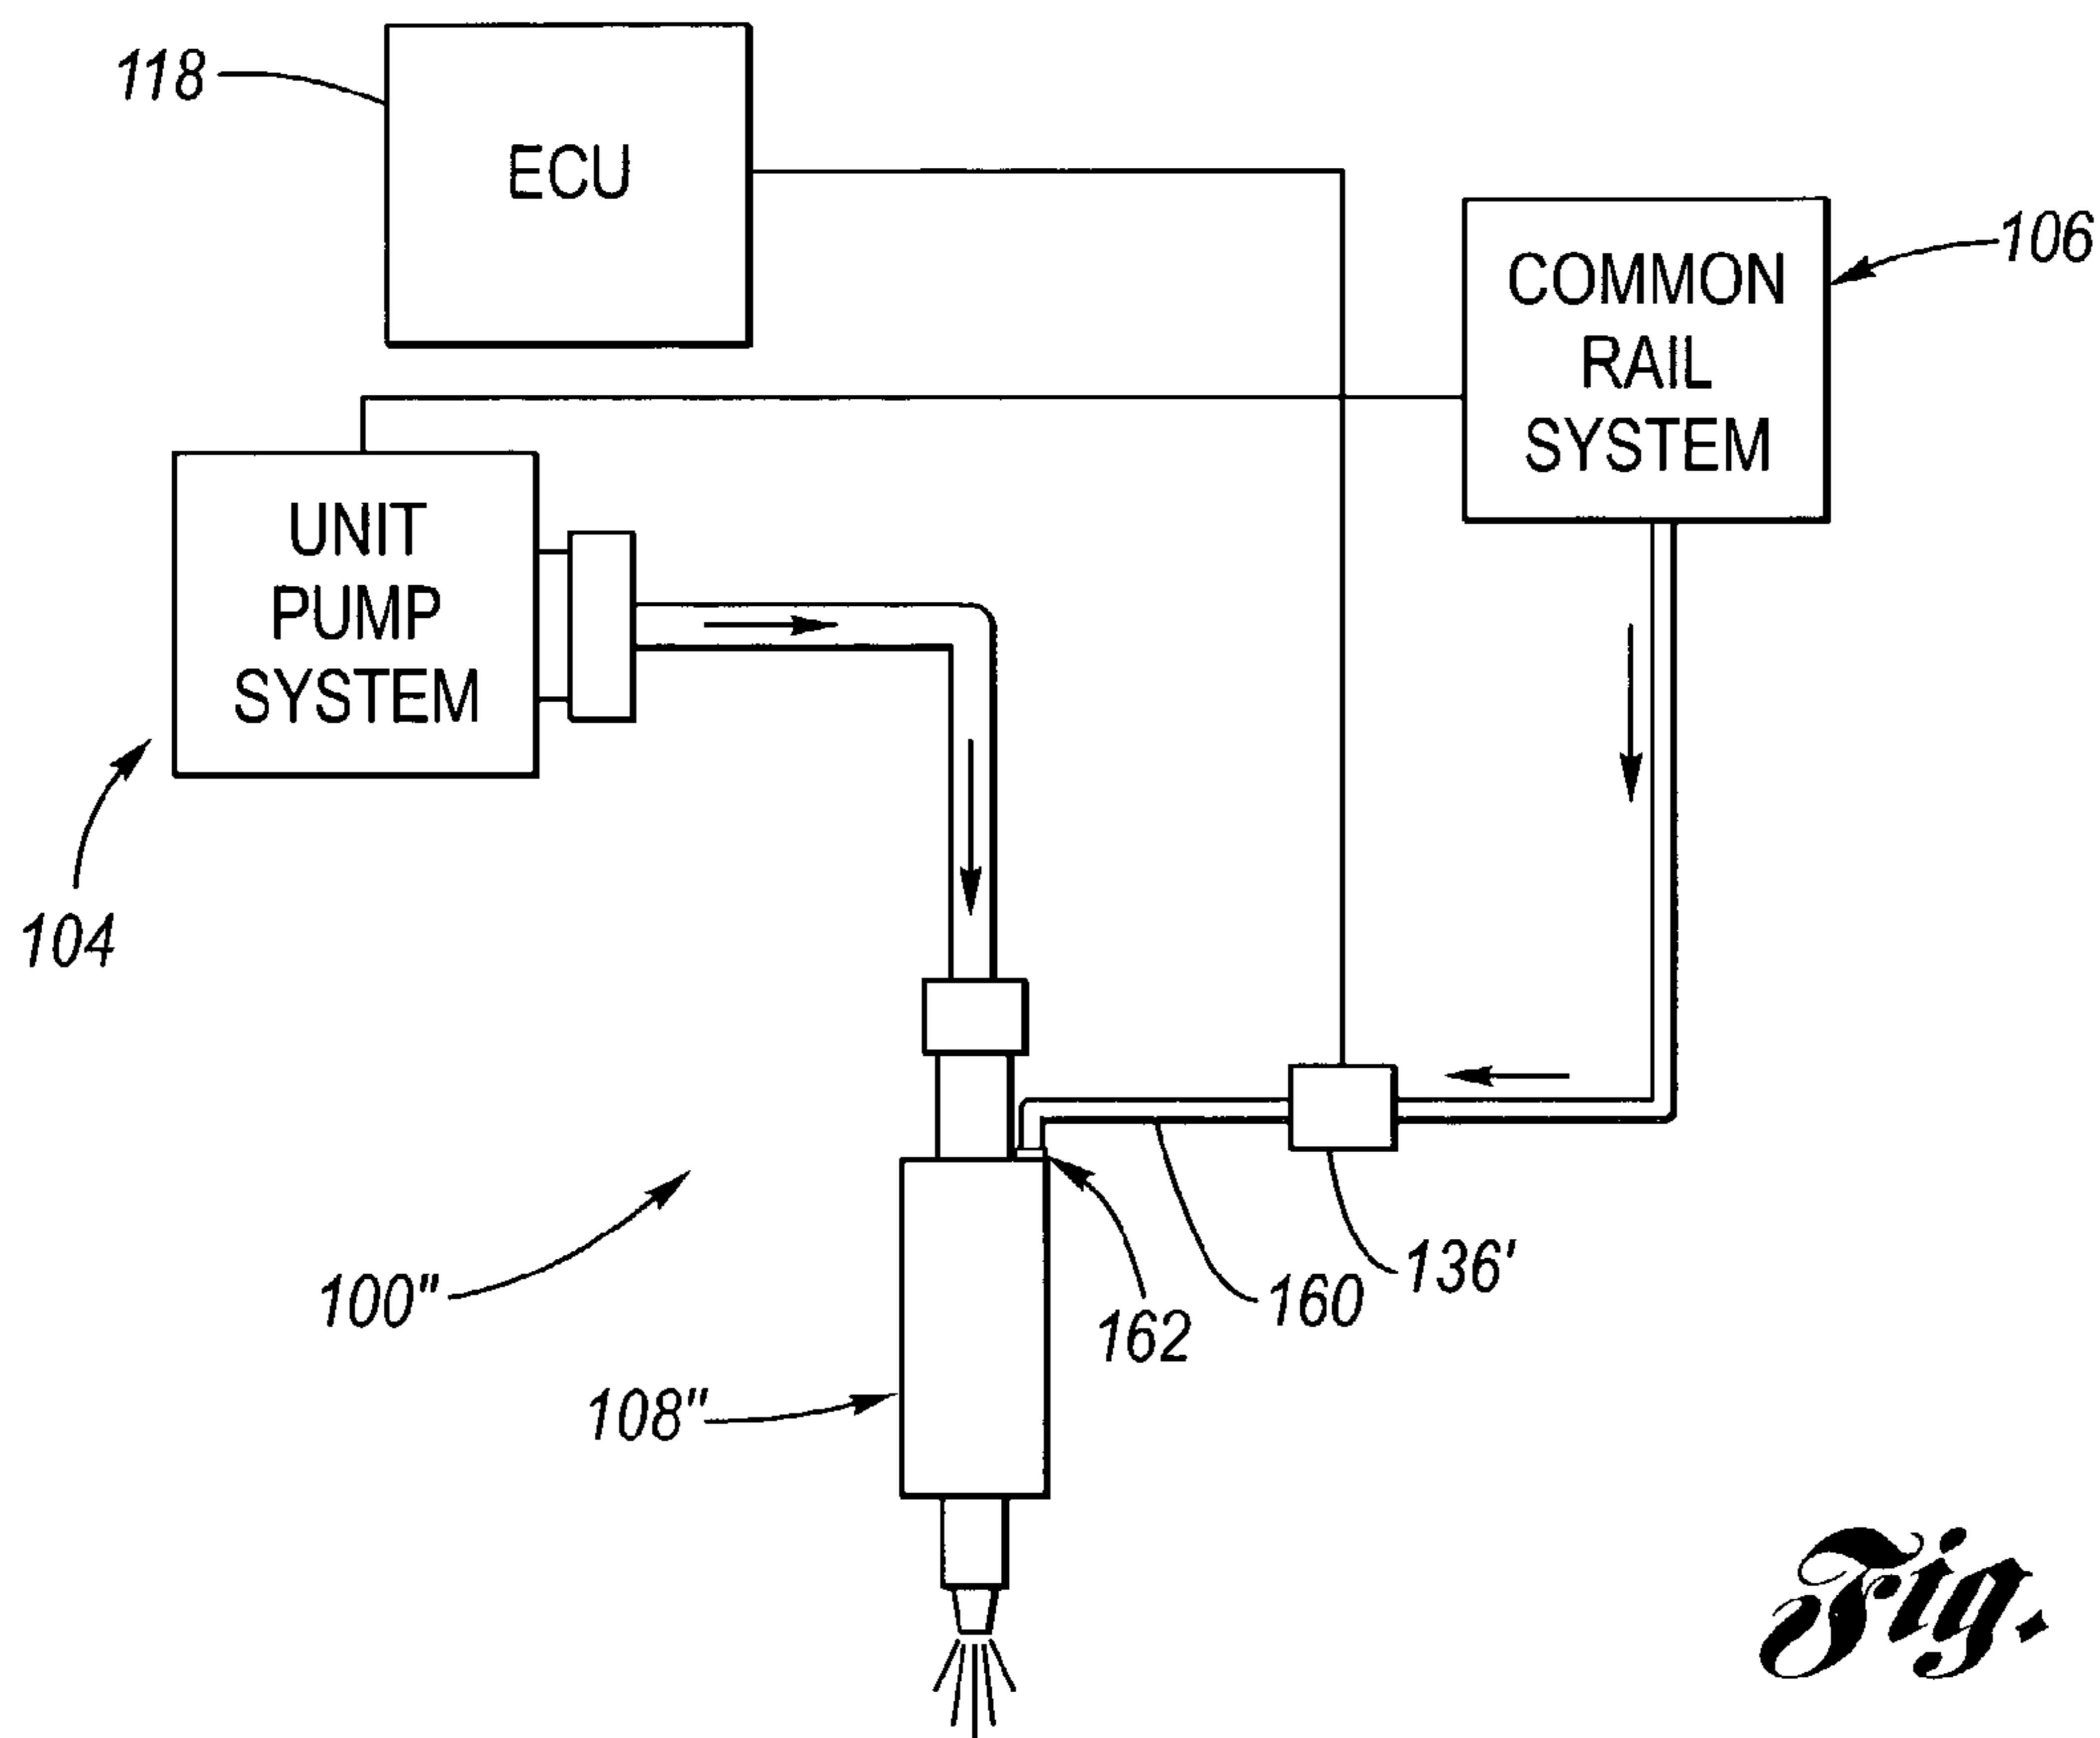 118
ECU
106
COMMON
RAIL
SYSTEM
UNIT
PUMP
SYSTEM
104
100"
136'
160
162
108"
Fig.